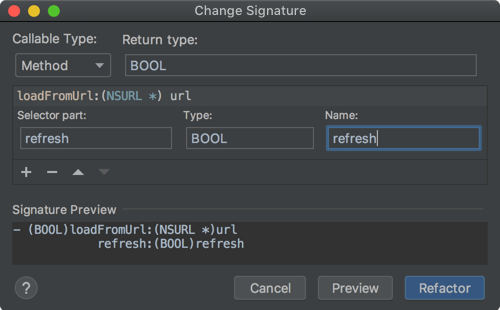 Change Signature
Callable Type: Return type:
Method BOOL
loadFromUrl:(NSURL *) url
Selector part: Type: Name:
refresh BOOL refresh
Signature Preview
- (BOOL)loadFromUrl:(NSURL *)url
refresh:(BOOL)refresh
? Cancel Preview Refactor